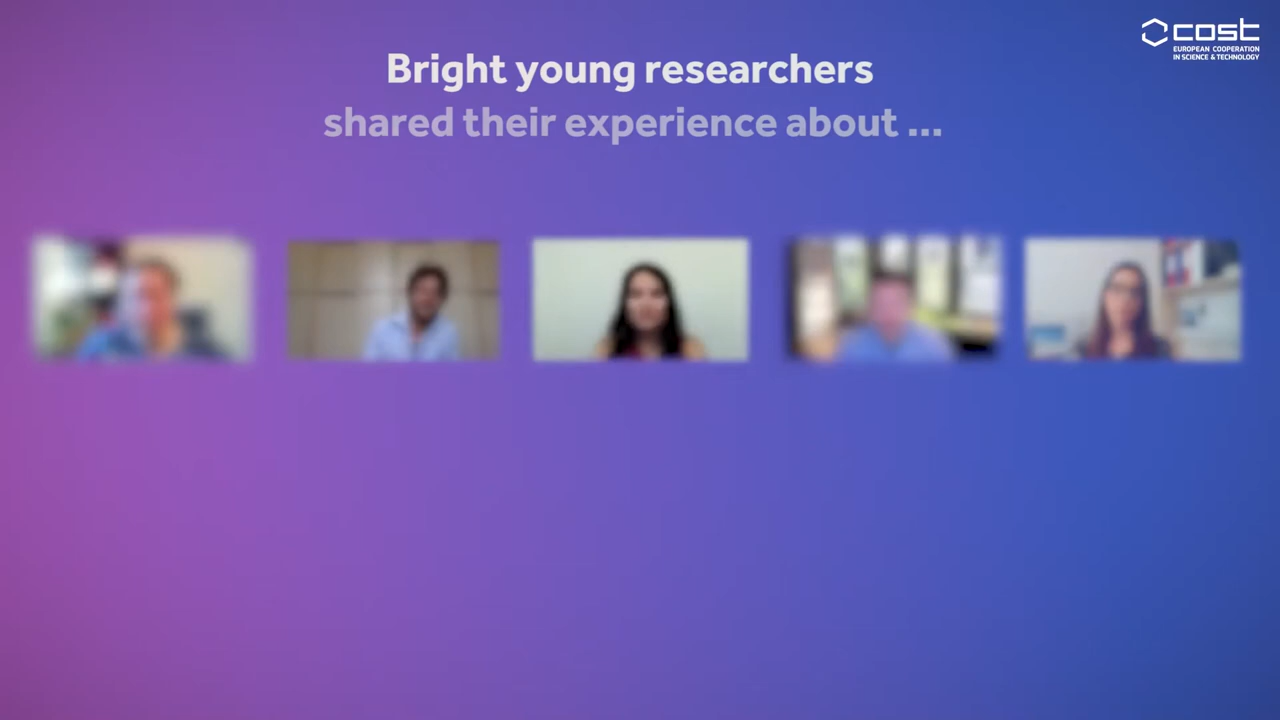 cost
EUROPEAN COOPERATION
IN SCIENCE & TECHNOLOGY
Bright young researchers
shared their experience about ...